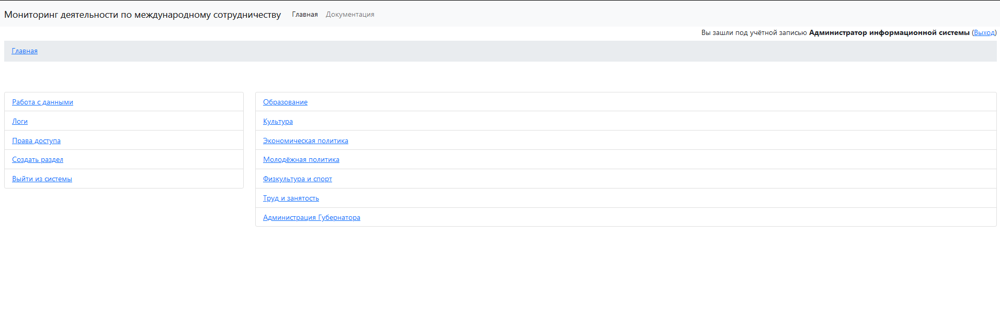 Мониторинг деятельности по международному сотрудничеству Главная Документация
Вы зашли под учётной записью Администратор информационной системы (Выход)
Главная
Работа с данными
Логи
Права доступа
Создать раздел
Выйти из системы
Образование
Культура
Экономическая политика
Молодёжная политика
Физкультура и спорт
Труд и занятость
Администрация Губернатора